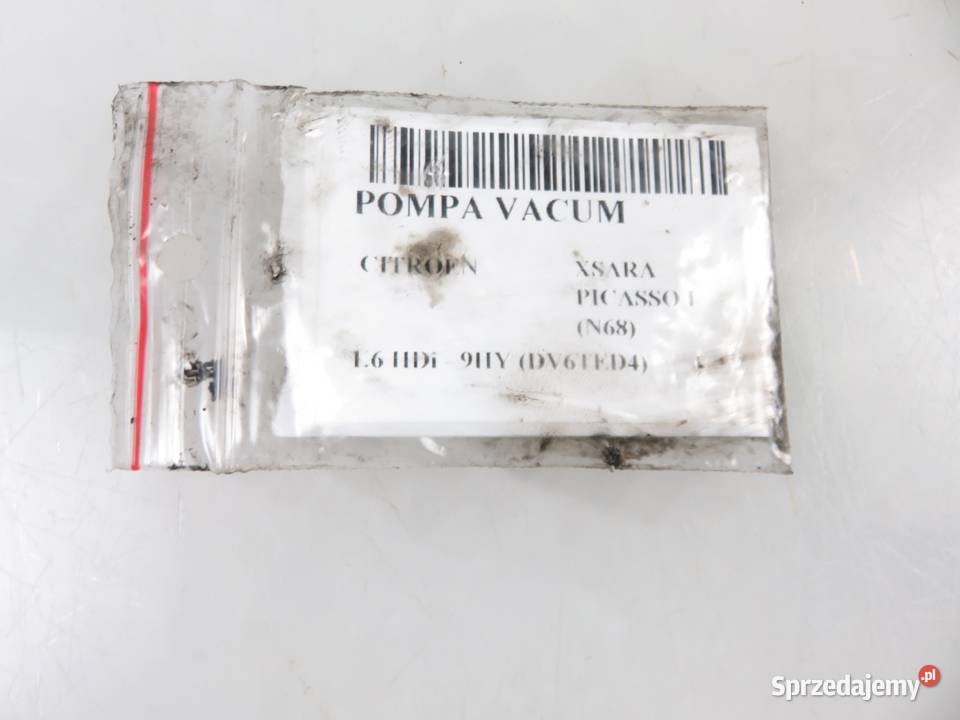 POMPA VACUM
CITROEN XSARA
PICASSO I
(N68)
1.6 HDi 9HY (DV6TED4)
Sprzedajemy.pl